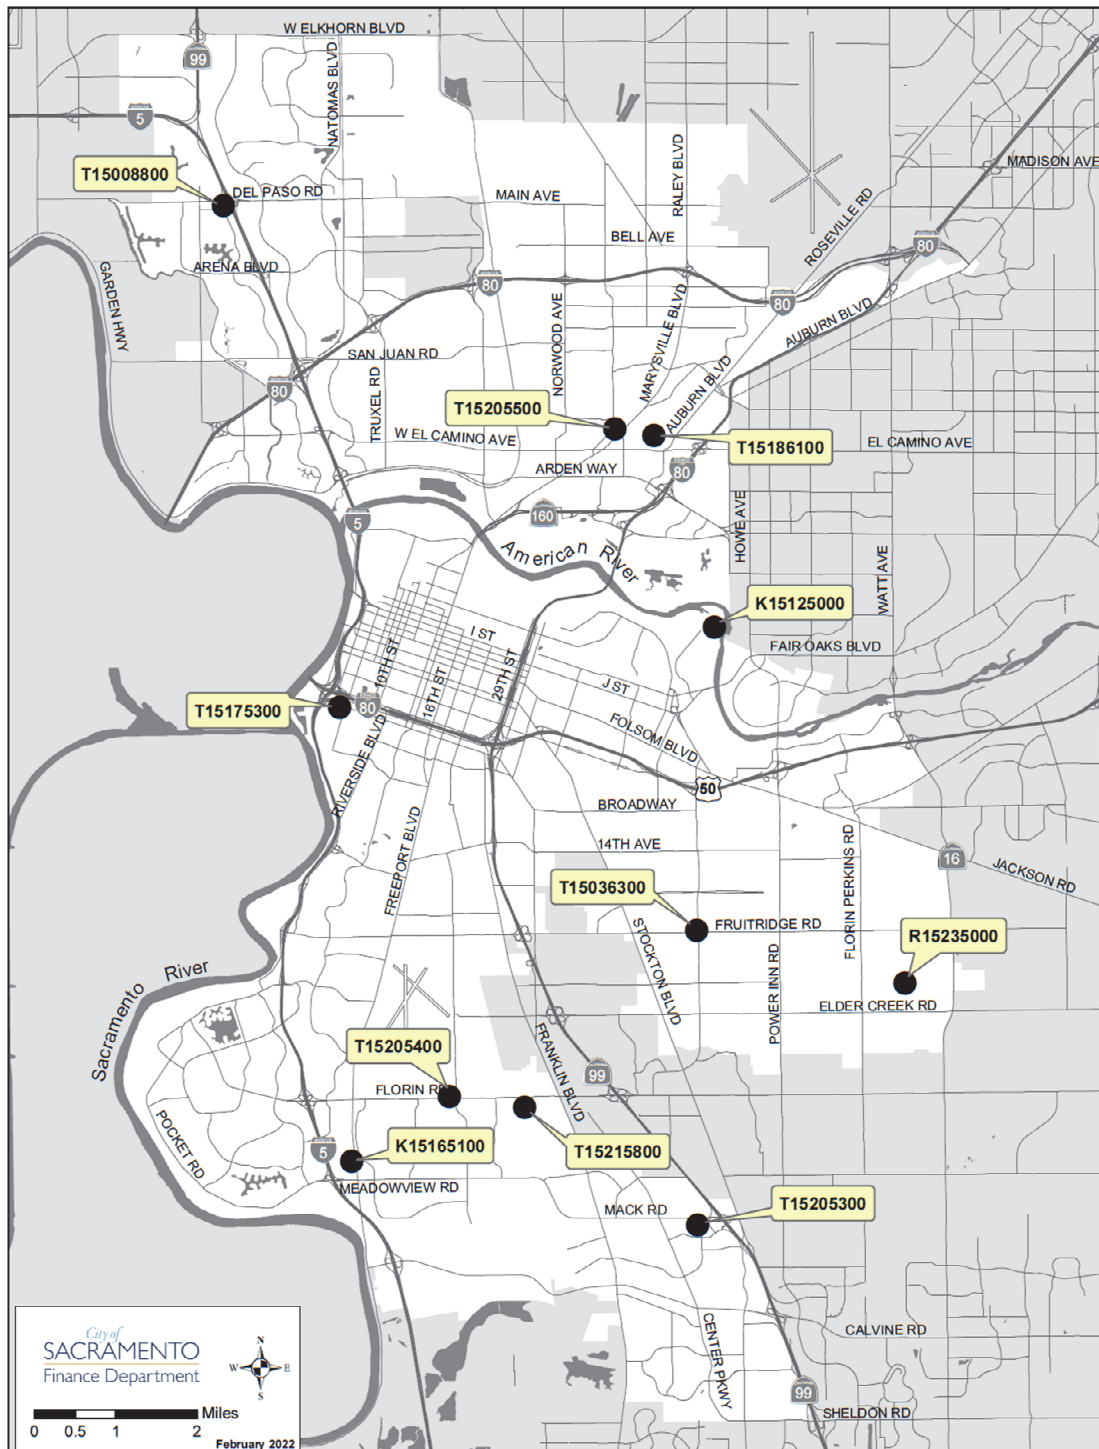 W ELKHORN BLVD
99
NATOMAS BLVD
5
RALEY BLVD
MADISON AVE
T15008800
DEL PASO RD
MAIN AVE
ROSEVILLE RD
BELL AVE
80
ARENA BLVD
GARDEN HWY
80
80
NORWOOD AVE
MARYSVILLE BLVD
AUBURN BLVD
SAN JUAN RD
80
TRUXEL RD
AUBURN BLVD
T15205500
W EL CAMINO AVE
T15186100
EL CAMINO AVE
ARDEN WAY
80
5
160
HOWE AVE
American River
WATT AVE
K15125000
I ST
FAIR OAKS BLVD
10TH ST
16TH ST
29TH ST
J ST
T15175300
80
FOLSOM BLVD
RIVERSIDE BLVD
50
BROADWAY
FREEPORT BLVD
14TH AVE
FLORIN PERKINS RD
16
JACKSON RD
T15036300
STOCKTON BLVD
FRUITRIDGE RD
R15235000
POWER INN RD
Sacramento River
ELDER CREEK RD
T15205400
FRANKLIN BLVD
99
FLORIN RD
POCKET RD
5
K15165100
T15215800
MEADOWVIEW RD
MACK RD
T15205300
CENTER PKWY
CALVINE RD
99
SHELDON RD
City of
SACRAMENTO
Finance Department
N
W E
S
Miles
0 0.5 1 2
February 2022